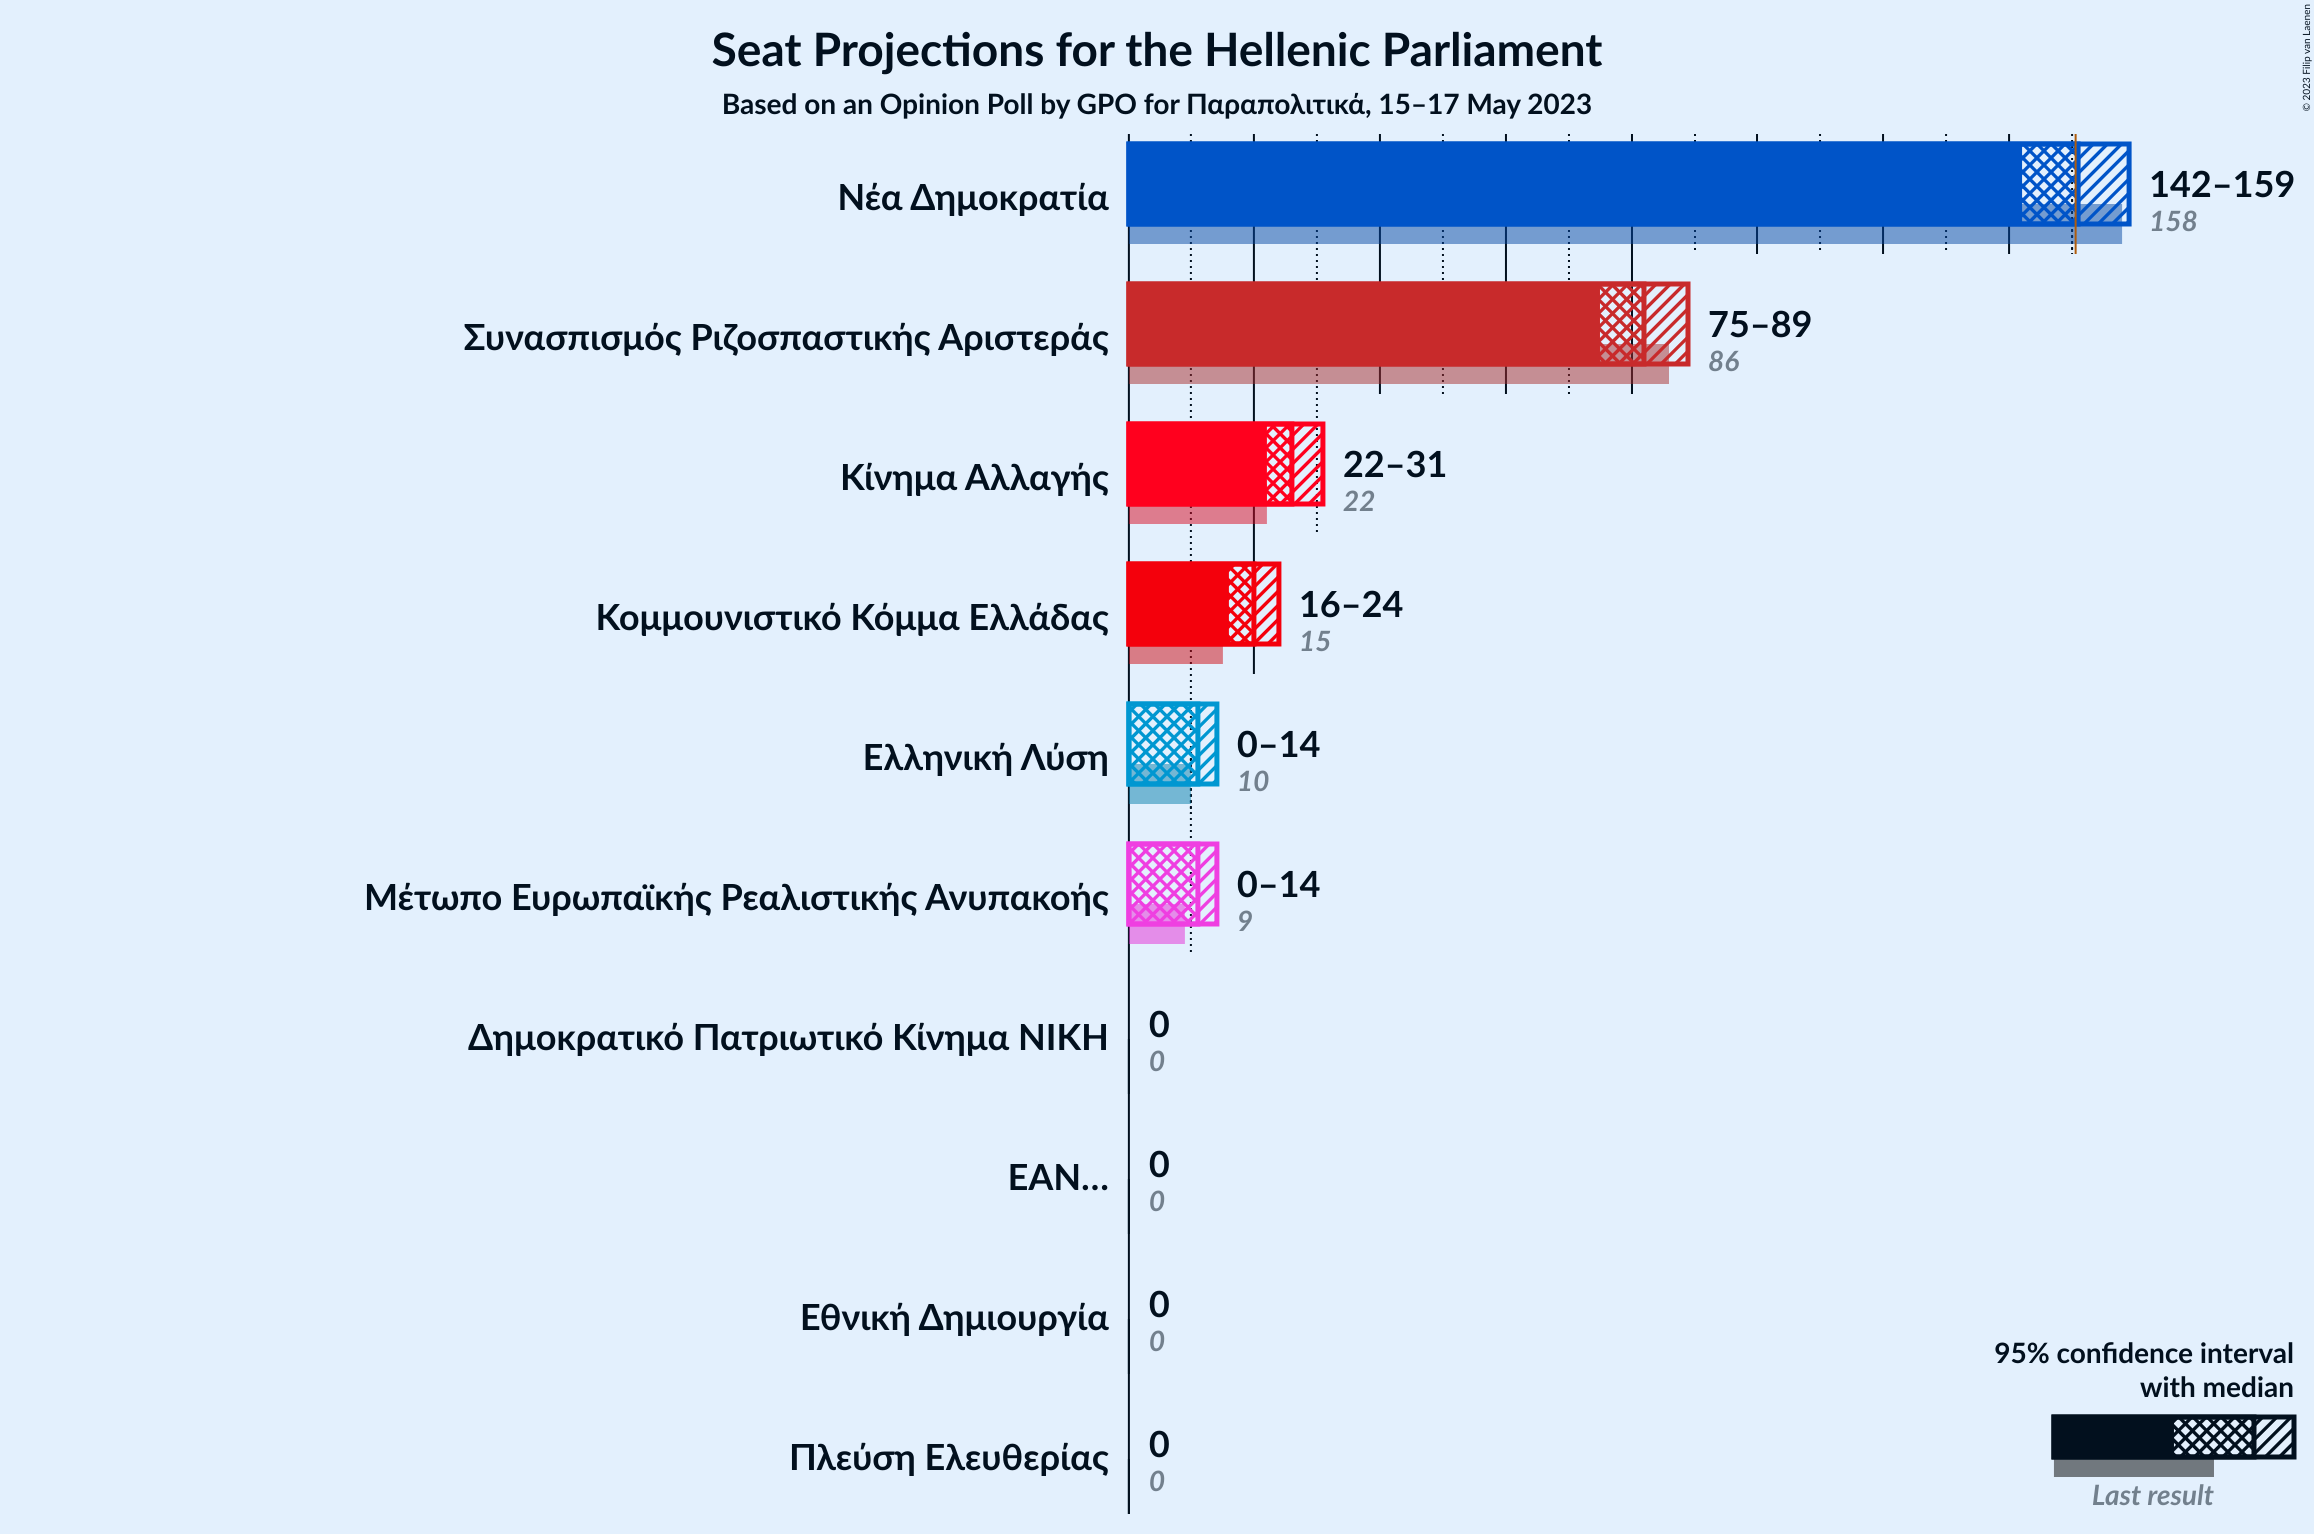 Seat Projections for the Hellenic Parliament
Based on an Opinion Poll by GPO for Παραπολιτικά, 15–17 May 2023
© 2023 Filip van Laenen
Νέα Δημοκρατία
142–159
158
Συνασπισμός Ριζοσπαστικής Αριστεράς
75–89
86
Κίνημα Αλλαγής
22–31
22
Κομμουνιστικό Κόμμα Ελλάδας
16–24
15
Ελληνική Λύση
0–14
10
Μέτωπο Ευρωπαϊκής Ρεαλιστικής Ανυπακοής
0–14
9
Δημοκρατικό Πατριωτικό Κίνημα ΝΙΚΗ
0
0
ΕΑΝ…
0
0
Εθνική Δημιουργία
0
0
Πλεύση Ελευθερίας
0
0
95% confidence interval
with median
Last result